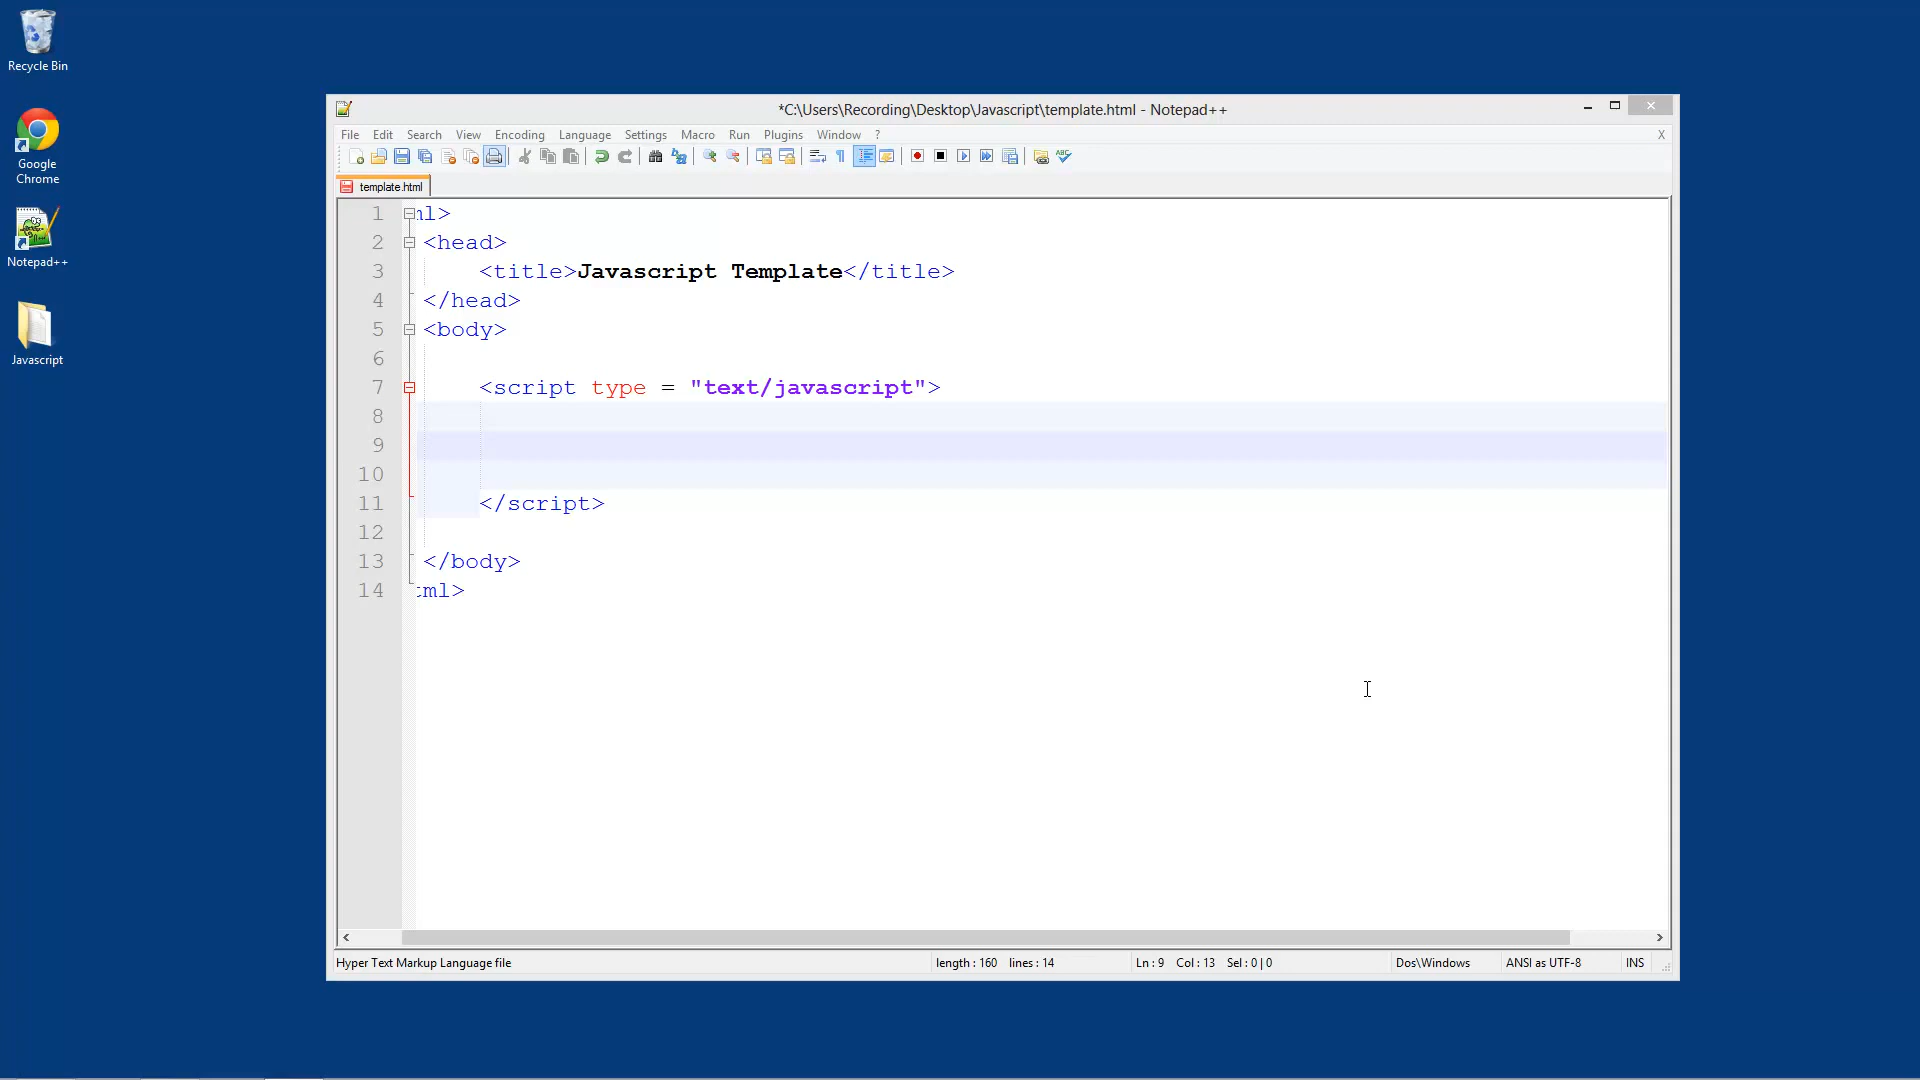 Recycle Bin
Google
Chrome
Notepad++
Javascript
*C:\Users\Recording\Desktop\Javascript\template.html - Notepad++
File Edit Search View Encoding Language Settings Macro Run Plugins Window ? X
template.html
1 ml>
2 <head>
3 <title>Javascript Template</title>
4 </head>
5 <body>
6
7 <script type = "text/javascript">
8
9
10
11 </script>
12
13 </body>
14 tml>
Hyper Text Markup Language file length : 160 lines : 14 Ln : 9 Col : 13 Sel : 0 | 0 Dos\Windows ANSI as UTF-8 INS